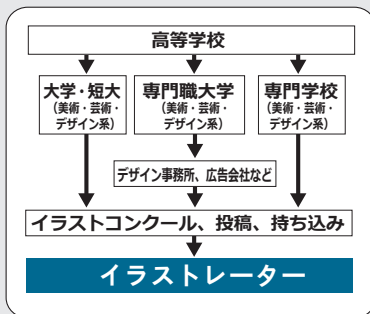 高等学校
大学・短大
（美術・芸術・
デザイン系）
専門職大学
（美術・芸術・
デザイン系）
専門学校
（美術・芸術・
デザイン系）
デザイン事務所、広告会社など
イラストコンクール、投稿、持ち込み
イラストレーター